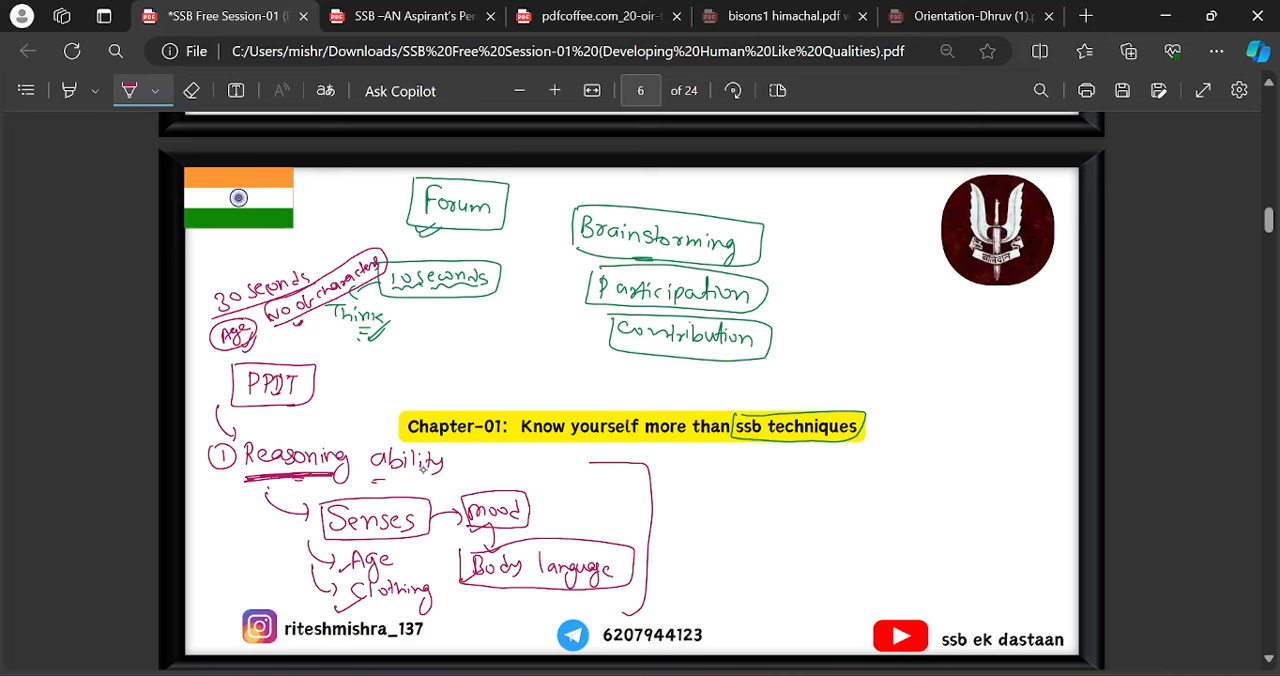 *SSB Free Session-01 (
SSB –AN Aspirant's Per
pdfcoffee.com_20-oir-t
bisons1 himachal.pdf w
Orientation-Dhruv (1).p
File
C:/Users/mishr/Downloads/SSB%20Free%20Session-01%20(Developing%20Human%20Like%20Qualities).pdf
aあ
Ask Copilot
6 of 24
Forum
Brainstorming
30 seconds
No of characters
10 seconds
Participation
Age
Think
Contribution
PPDT
Chapter-01: Know yourself more than ssb techniques
1 Reasoning ability
Senses
mood
Age
Body language
Clothing
riteshmishra_137
6207944123
ssb ek dastaan